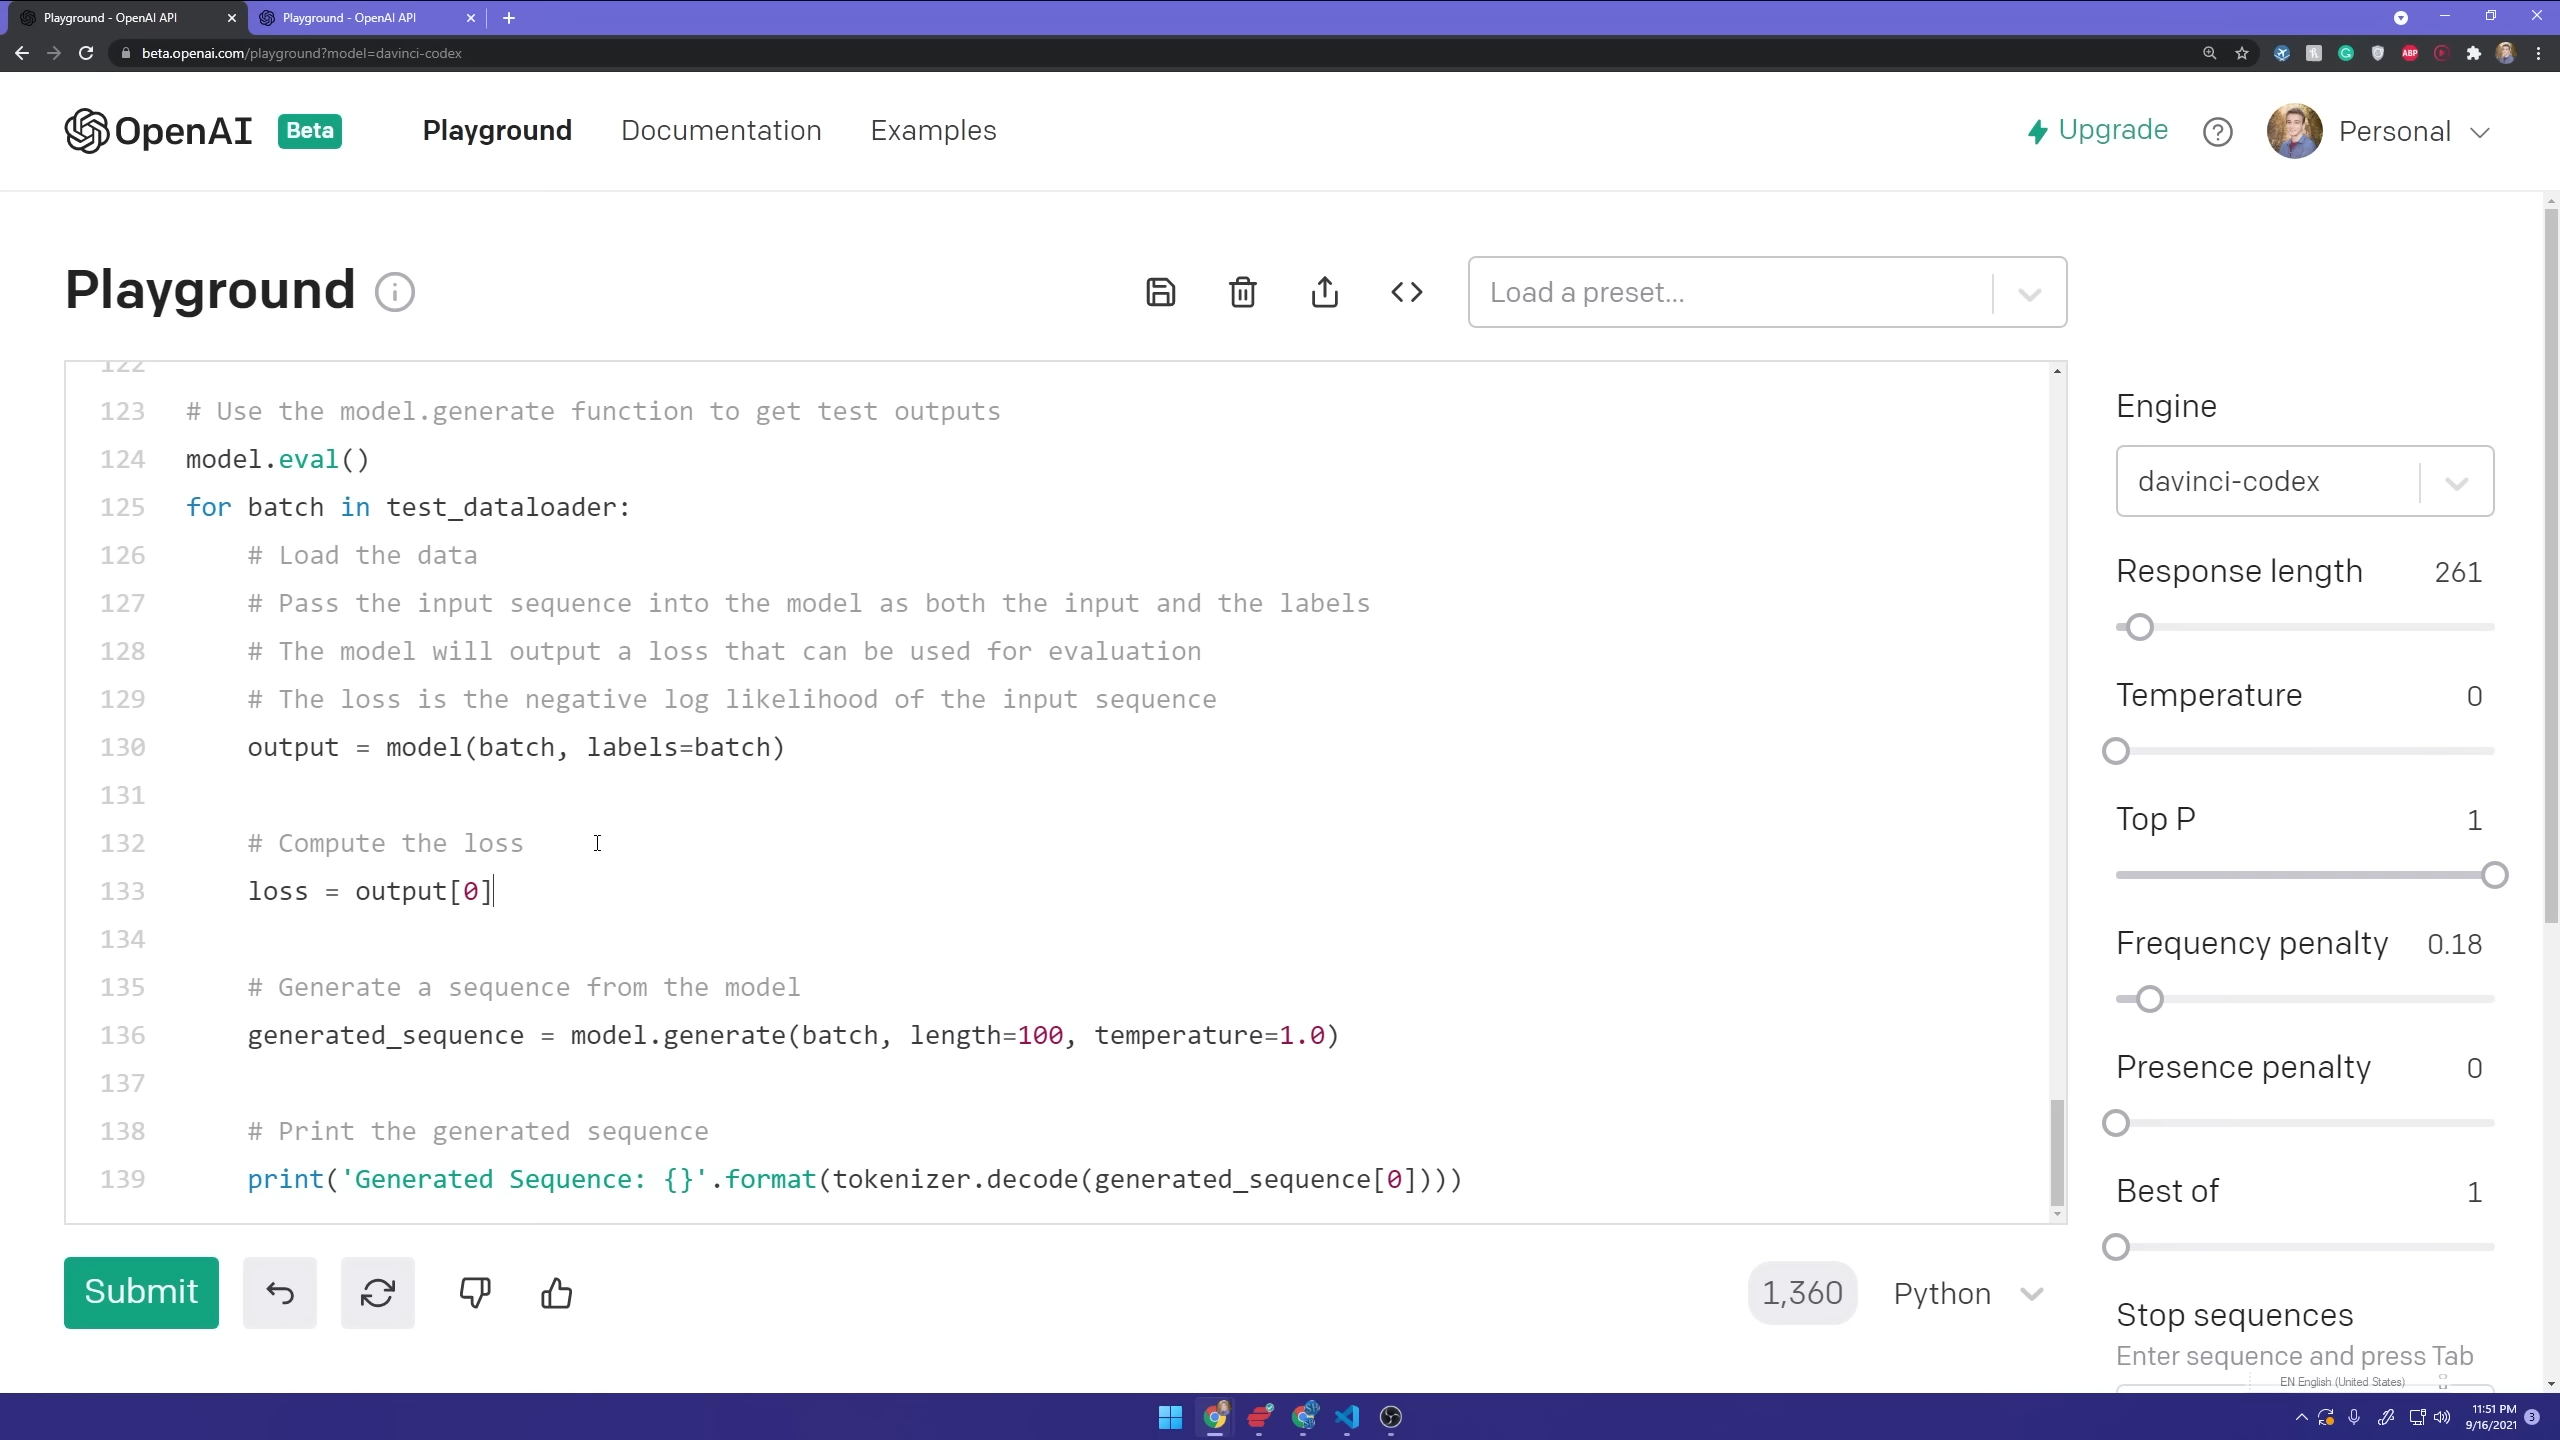 Playground - OpenAI API
Playground - OpenAI API
beta.openai.com/playground?model=davinci-codex
ABP
OpenAI Beta Playground Documentation Examples Upgrade Personal
Playground
Load a preset...
122
123 # Use the model.generate function to get test outputs
124 model.eval()
125 for batch in test_dataloader:
126     # Load the data
127     # Pass the input sequence into the model as both the input and the labels
128     # The model will output a loss that can be used for evaluation
129     # The loss is the negative log likelihood of the input sequence
130     output = model(batch, labels=batch)
131
132     # Compute the loss
133     loss = output[0]
134
135     # Generate a sequence from the model
136     generated_sequence = model.generate(batch, length=100, temperature=1.0)
137
138     # Print the generated sequence
139     print('Generated Sequence: {}'.format(tokenizer.decode(generated_sequence[0])))
Engine
davinci-codex
Response length 261
Temperature 0
Top P 1
Frequency penalty 0.18
Presence penalty 0
Best of 1
Stop sequences
Enter sequence and press Tab
Submit
1,360 Python
EN English (United States)
11:51 PM
9/16/2021
3